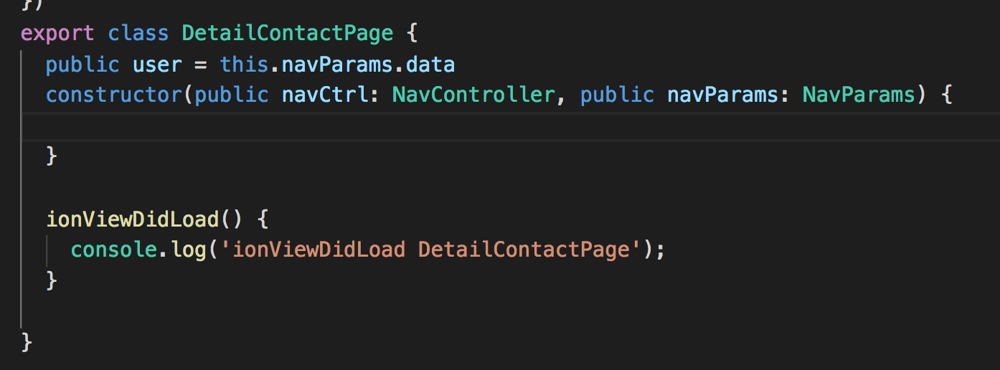 })
export class DetailContactPage {
public user = this.navParams.data
constructor(public navCtrl: NavController, public navParams: NavParams) {
}
ionViewDidLoad() {
console.log('ionViewDidLoad DetailContactPage');
}
}